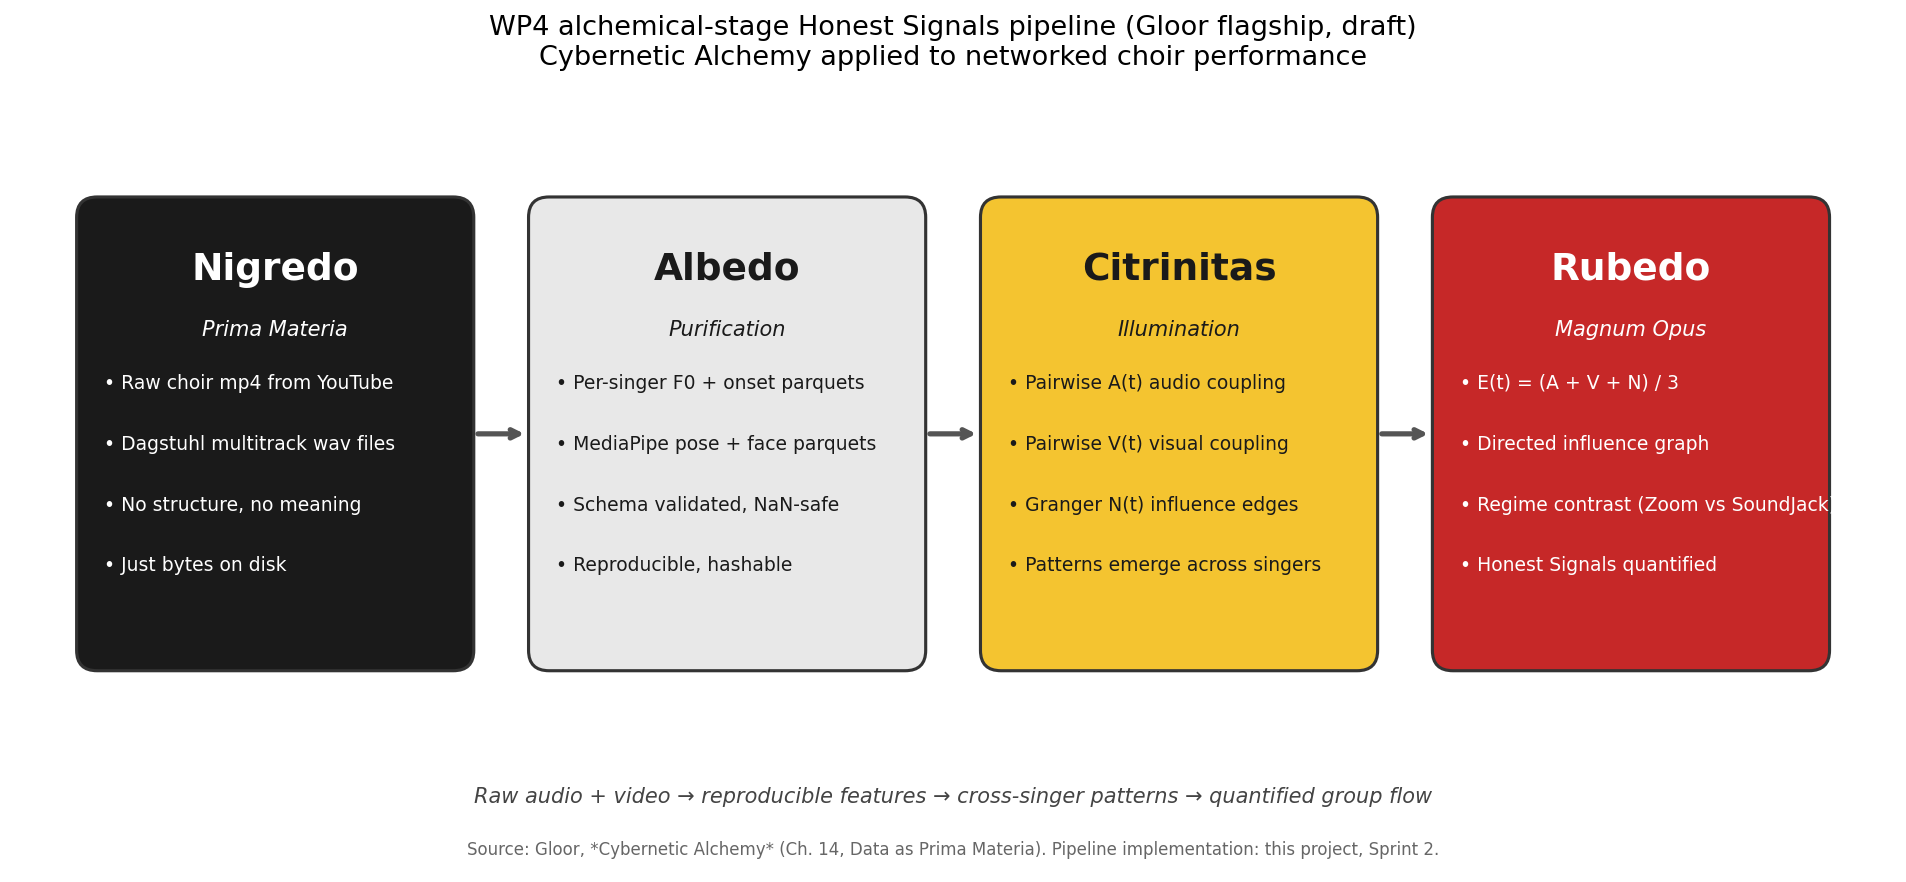 WP4 alchemical-stage Honest Signals pipeline (Gloor flagship, draft)
Cybernetic Alchemy applied to networked choir performance
Nigredo
Prima Materia
• Raw choir mp4 from YouTube
• Dagstuhl multitrack wav files
• No structure, no meaning
• Just bytes on disk
Albedo
Purification
• Per-singer F0 + onset parquets
• MediaPipe pose + face parquets
• Schema validated, NaN-safe
• Reproducible, hashable
Citrinitas
Illumination
• Pairwise A(t) audio coupling
• Pairwise V(t) visual coupling
• Granger N(t) influence edges
• Patterns emerge across singers
Rubedo
Magnum Opus
• E(t) = (A + V + N) / 3
• Directed influence graph
• Regime contrast (Zoom vs SoundJack)
• Honest Signals quantified
Raw audio + video → reproducible features → cross-singer patterns → quantified group flow
Source: Gloor, *Cybernetic Alchemy* (Ch. 14, Data as Prima Materia). Pipeline implementation: this project, Sprint 2.